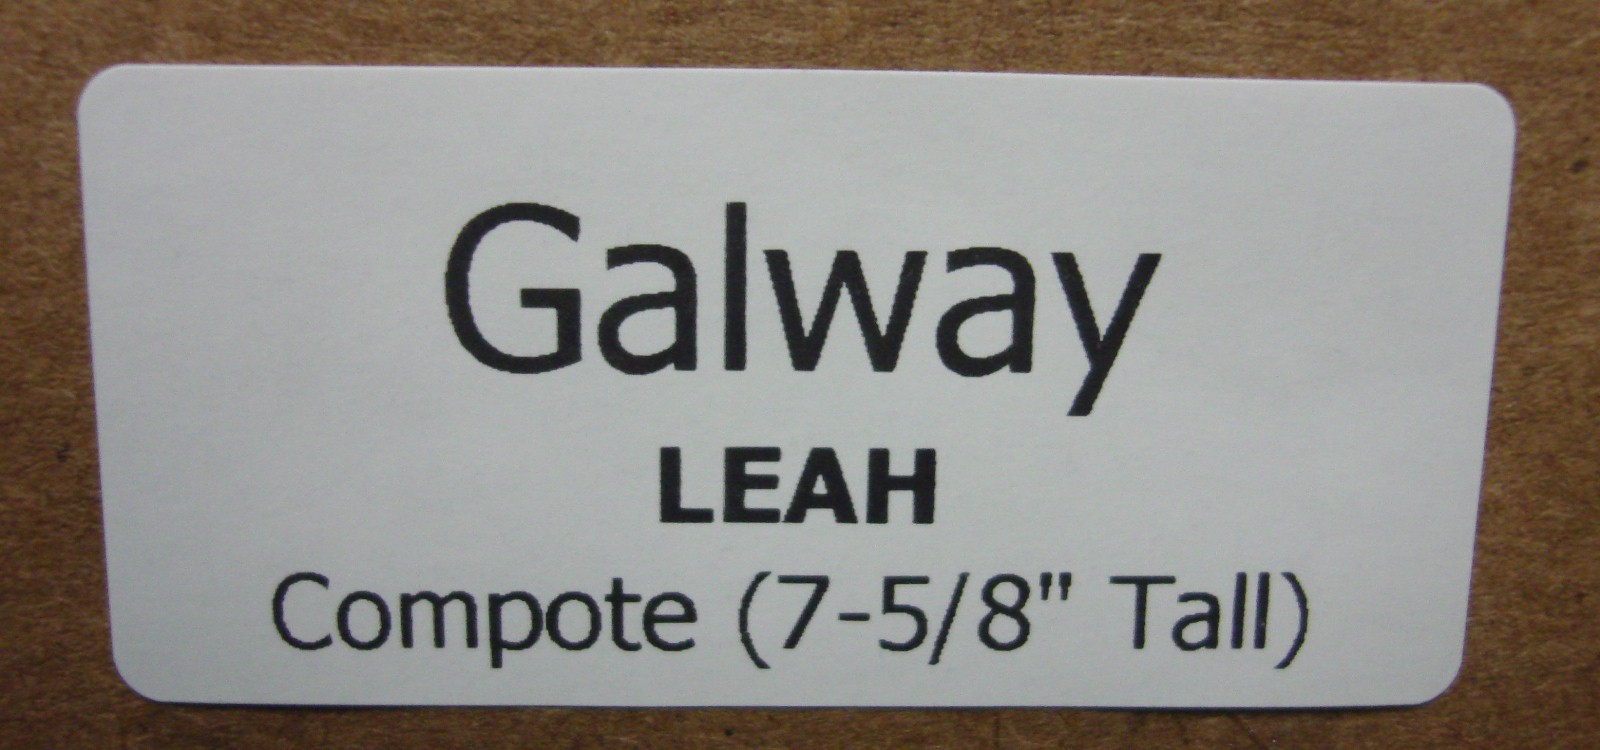 Galway
LEAH
Compote (7-5/8" Tall)